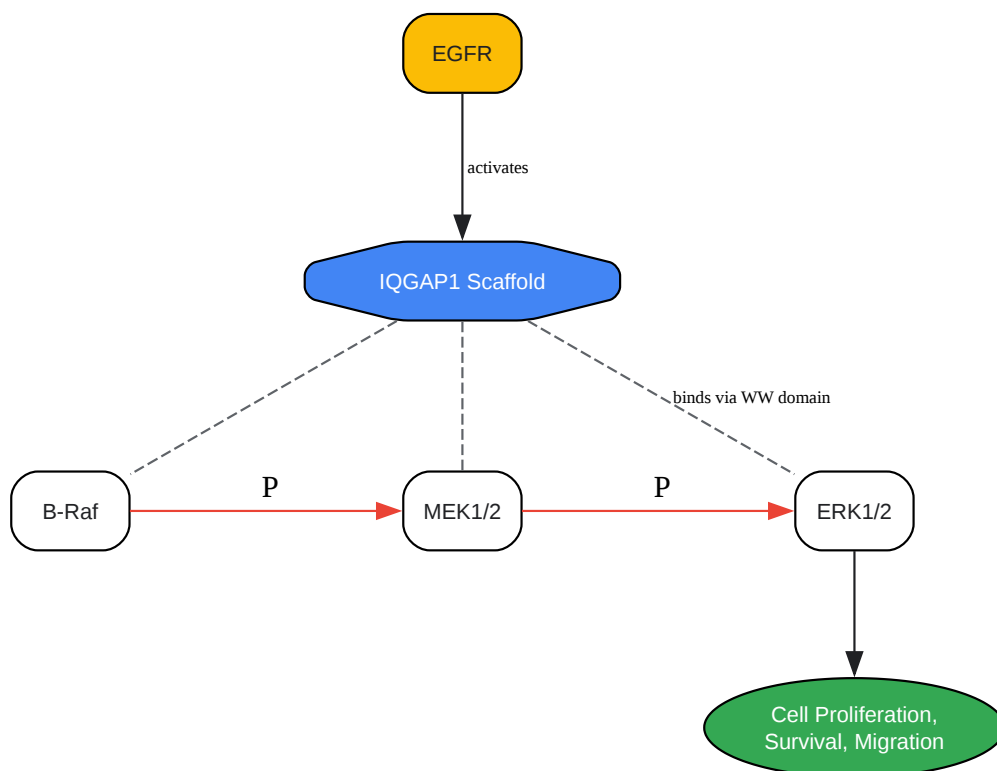 EGFR
activates
IQGAP1 Scaffold
binds via WW domain
P
P
B-Raf
MEK1/2
ERK1/2
Cell Proliferation,
Survival, Migration